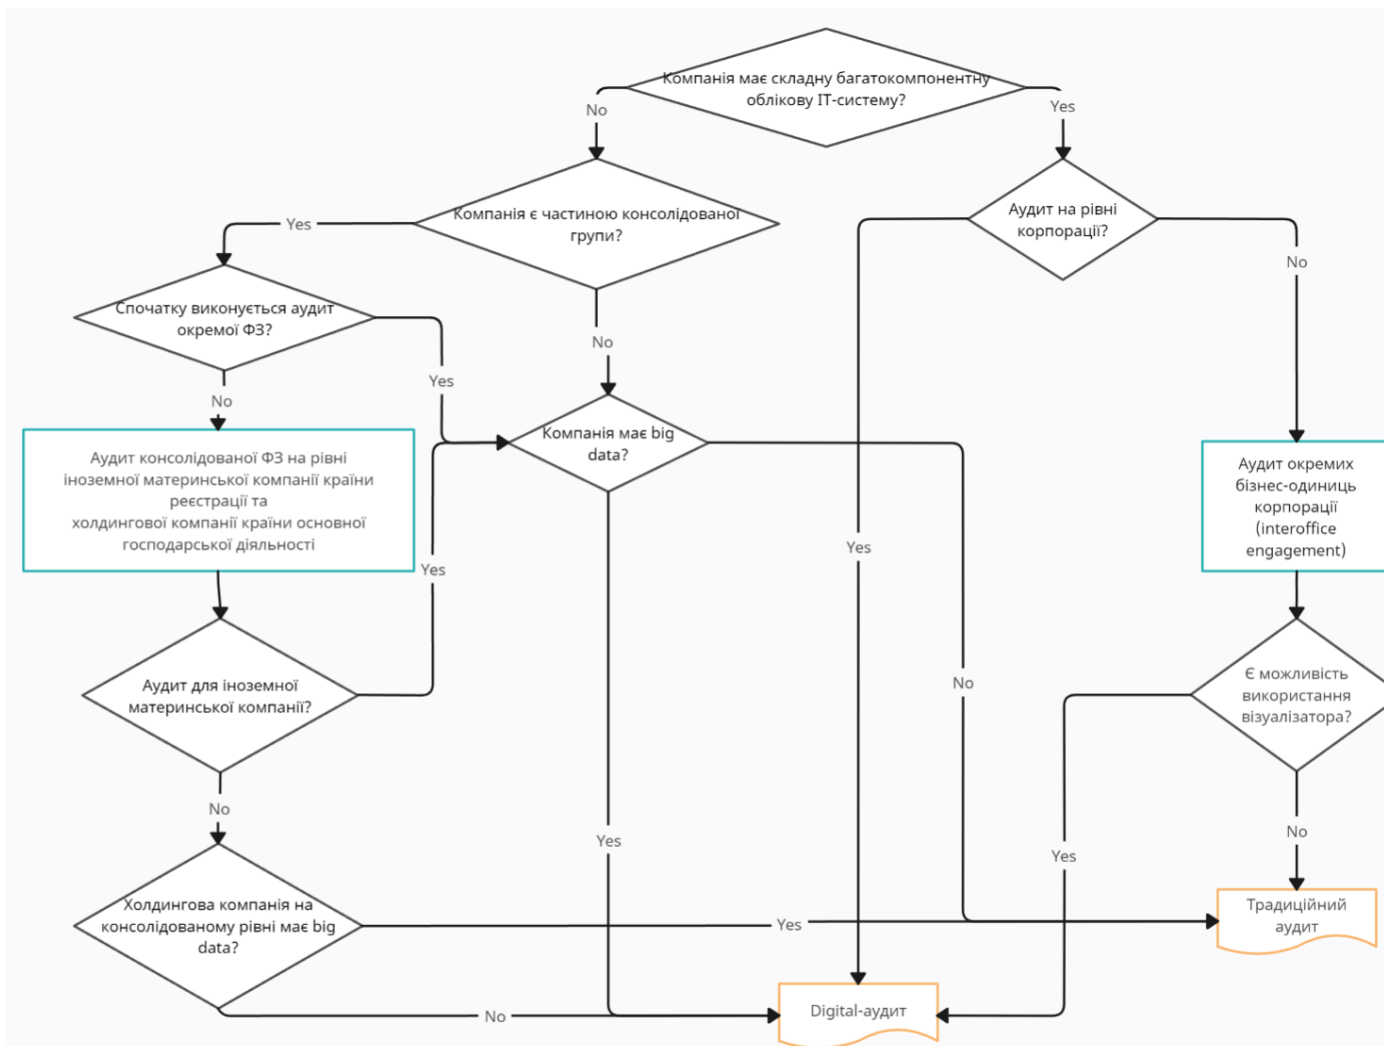 Компанія має складну багатокомпонентну
облікову ІТ-систему?
No
Yes
Компанія є частиною консолідованої
групи?
Аудит на рівні
корпорації?
Yes
No
Спочатку виконується аудит
окремої ФЗ?
No
Yes
No
Компанія має big
data?
Аудит консолідованої ФЗ на рівні
іноземної материнської компанії країни
реєстрації та
холдингової компанії країни основної
господарської діяльності
Аудит окремих
бізнес-одиниць
корпорації
(interoffice
engagement)
Yes
Yes
Аудит для іноземної
материнської компанії?
No
Є можливість
використання
візуалізатора?
No
Yes
Yes
No
Холдингова компанія на
консолідованому рівні має big
data?
Yes
Традиційний
аудит
No
Digital-аудит